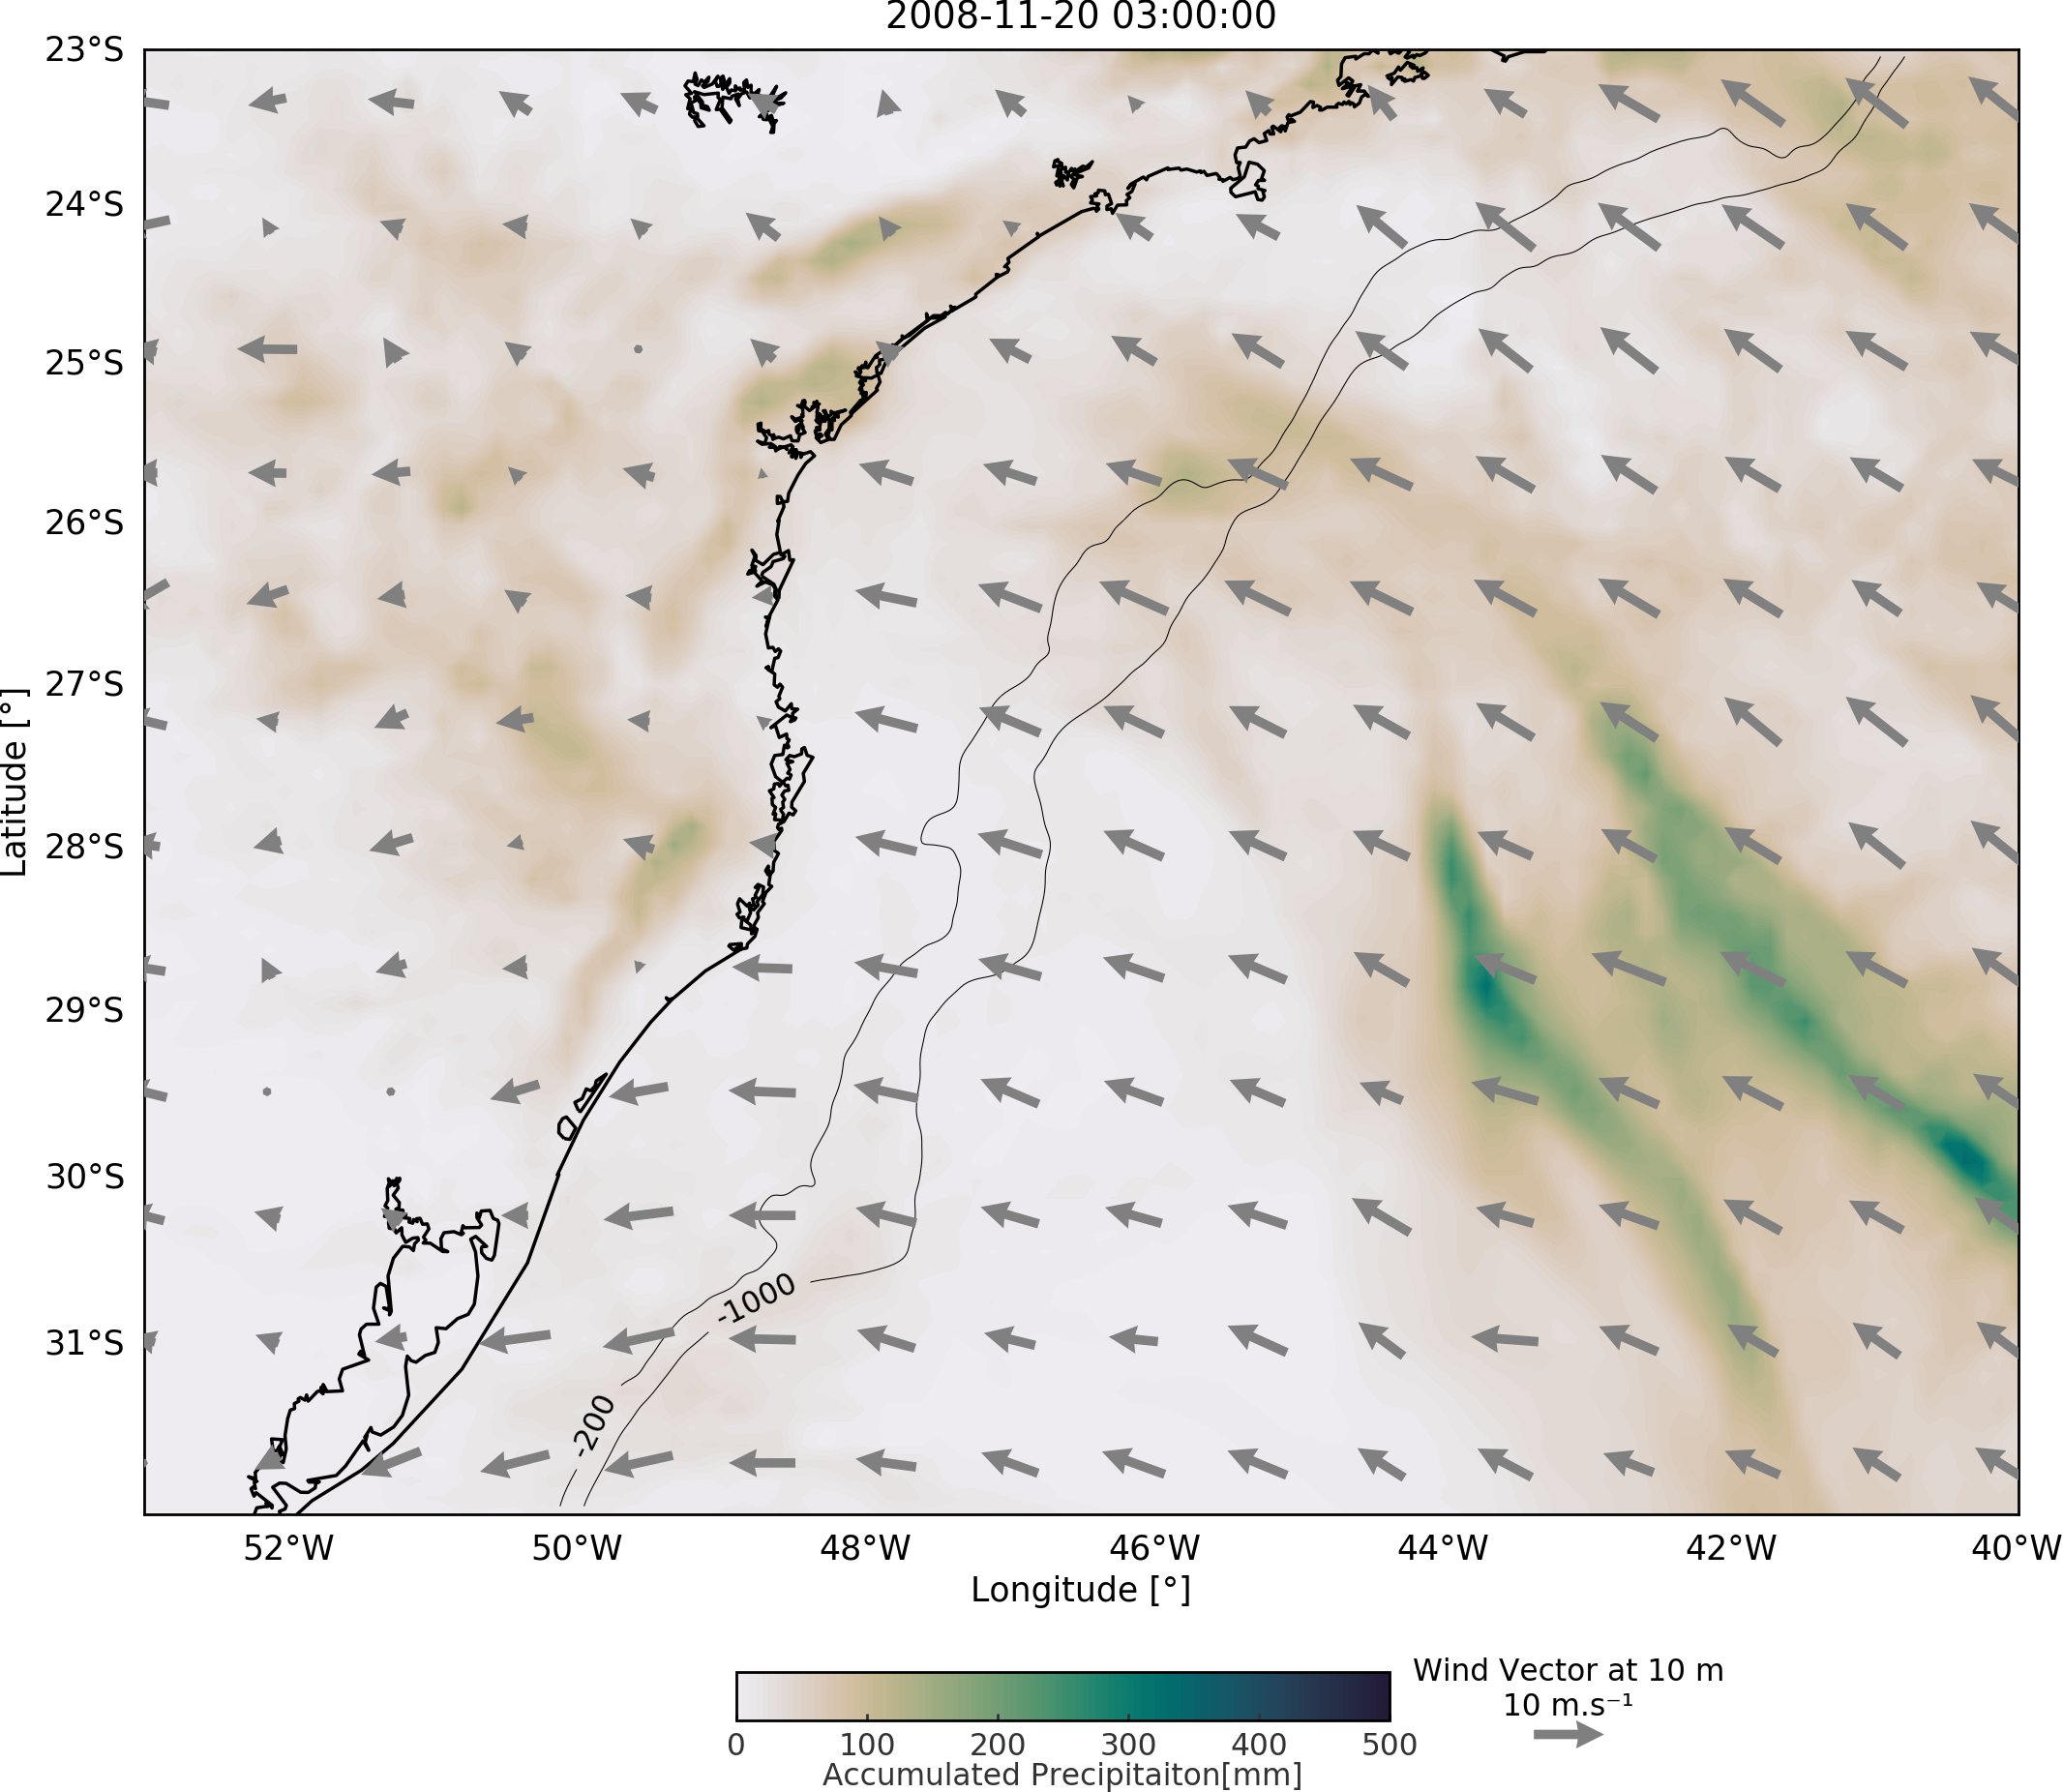 2008-11-20 03:00:00
23°S
24°S
25°S
26°S
27°S
28°S
29°S
30°S
31°S
Latitude [°]
-1000
-200
52°W 50°W 48°W 46°W 44°W 42°W 40°W
Longitude [°]
Wind Vector at 10 m
10 m.s⁻¹
0 100 200 300 400 500
Accumulated Precipitaiton[mm]